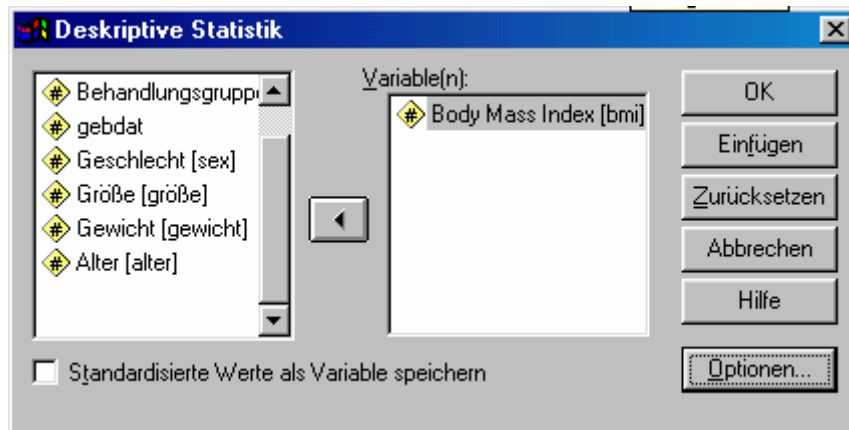 Deskriptive Statistik
Behandlungsgruppe
gebdat
Geschlecht [sex]
Größe [größe]
Gewicht [gewicht]
Alter [alter]
Variable(n):
Body Mass Index [bmi]
OK
Einfügen
Zurücksetzen
Abbrechen
Hilfe
Optionen...
Standardisierte Werte als Variable speichern